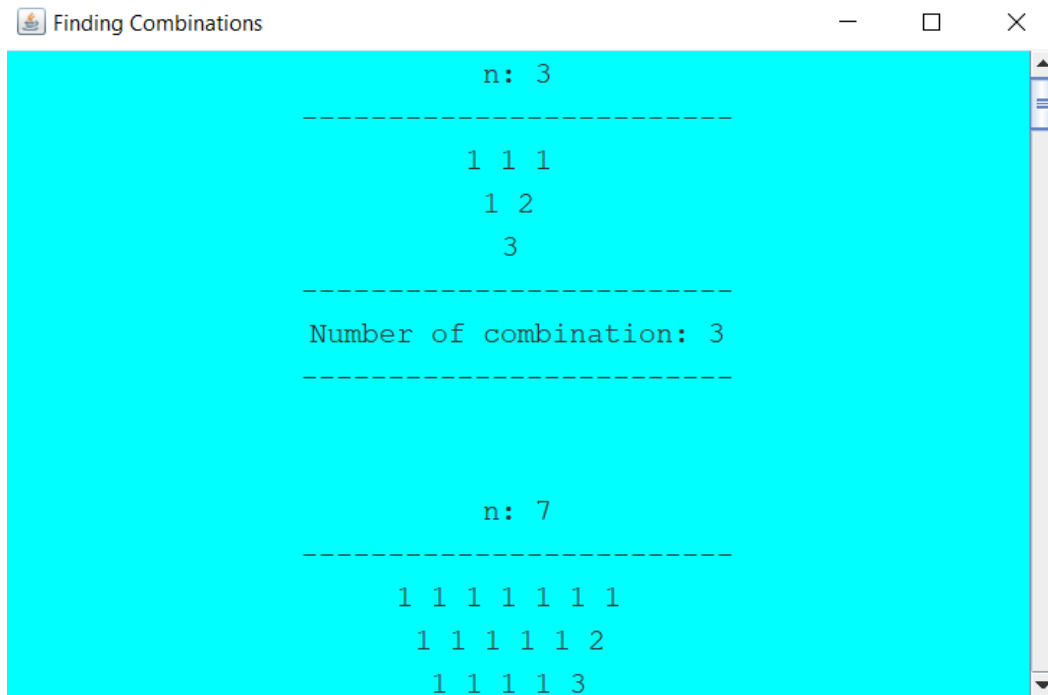 Finding Combinations
n: 3
-------------------------
1 1 1
1 2
3
-------------------------
Number of combination: 3
-------------------------
n: 7
-------------------------
1 1 1 1 1 1 1
1 1 1 1 1 2
1 1 1 1 3